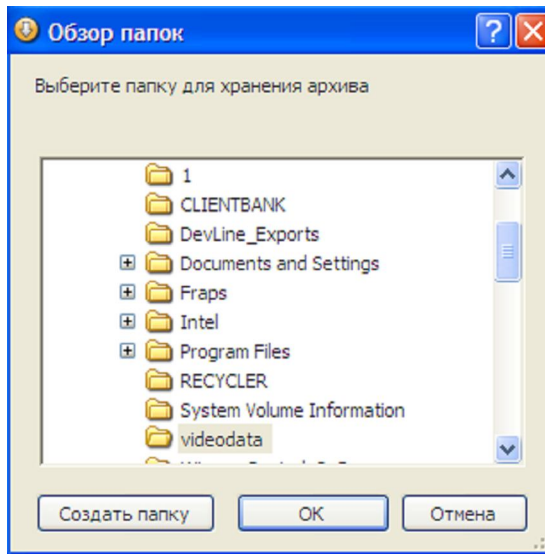 Обзор папок
Выберите папку для хранения архива
1
CLIENTBANK
DevLine_Exports
Documents and Settings
Fraps
Intel
Program Files
RECYCLER
System Volume Information
videodata
Создать папку
OK
Отмена